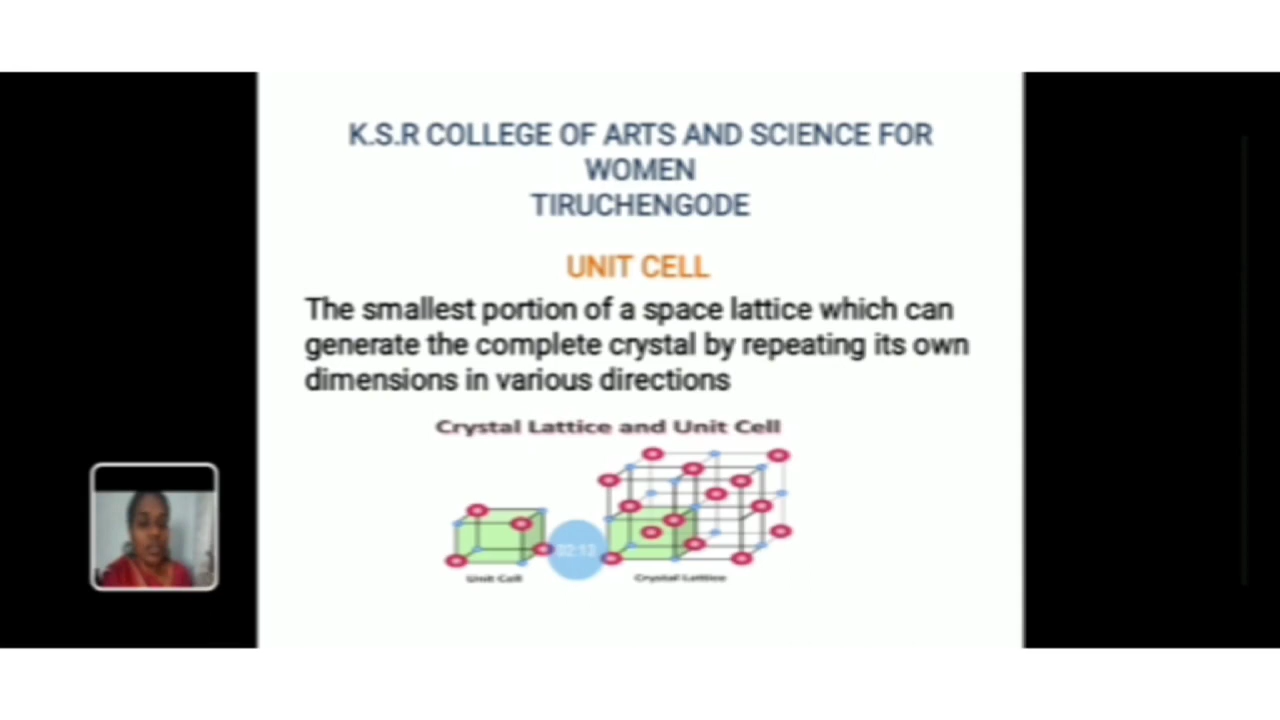 K.S.R COLLEGE OF ARTS AND SCIENCE FOR
WOMEN
TIRUCHENGODE
UNIT CELL
The smallest portion of a space lattice which can
generate the complete crystal by repeating its own
dimensions in various directions
Crystal Lattice and Unit Cell
02:13
Unit Cell
Crystal Lattice